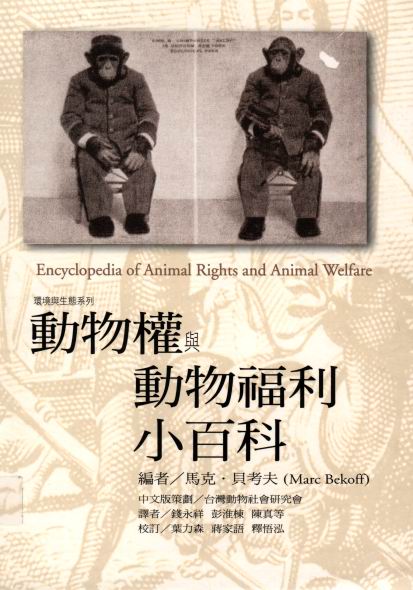 Encyclopedia of Animal Rights and Animal Welfare
環境與生態系列
動物權與
動物福利
小百科
編者／馬克・貝考夫 (Marc Bekoff)
中文版策劃／台灣動物社會研究會
譯者／錢永祥 彭淮棟 陳真等
校訂／葉力森 蔣家語 釋悟泓